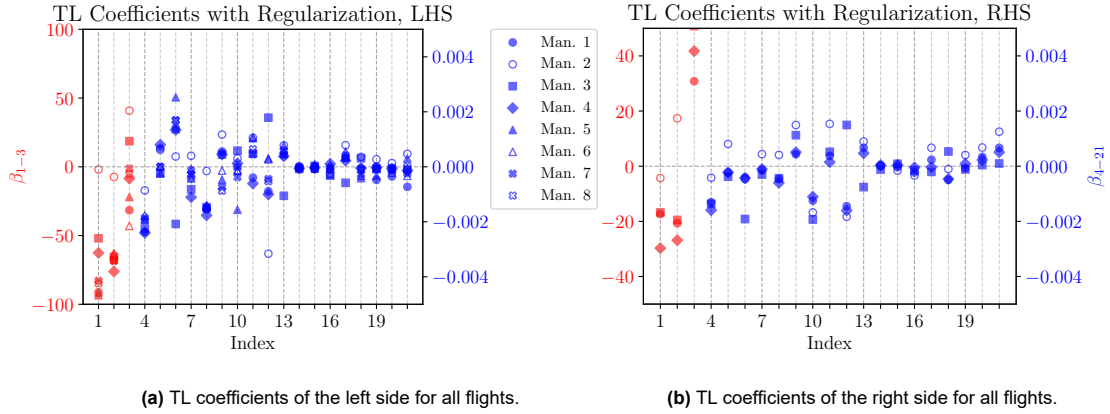 TL Coefficients with Regularization, LHS
100
50
0
−50
−100
β1−3
0.004
0.002
0.000
−0.002
−0.004
1 4 7 10 13 19
Index
Man. 1
Man. 2
Man. 3
Man. 4
Man. 5
Man. 6
Man. 7
Man. 8
TL Coefficients with Regularization, RHS
40
20
0
−20
−40
0.004
0.002
0.000
−0.002
−0.004
β4−21
1 4 7 10 13 19
Index
(a) TL coefficients of the left side for all flights.
(b) TL coefficients of the right side for all flights.